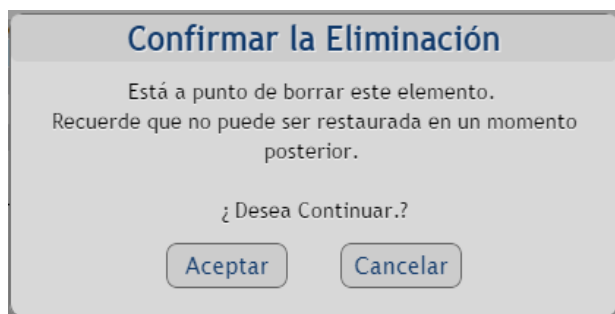 Confirmar la Eliminación
Está a punto de borrar este elemento.
Recuerde que no puede ser restaurada en un momento
posterior.
¿ Desea Continuar.?
Aceptar
Cancelar